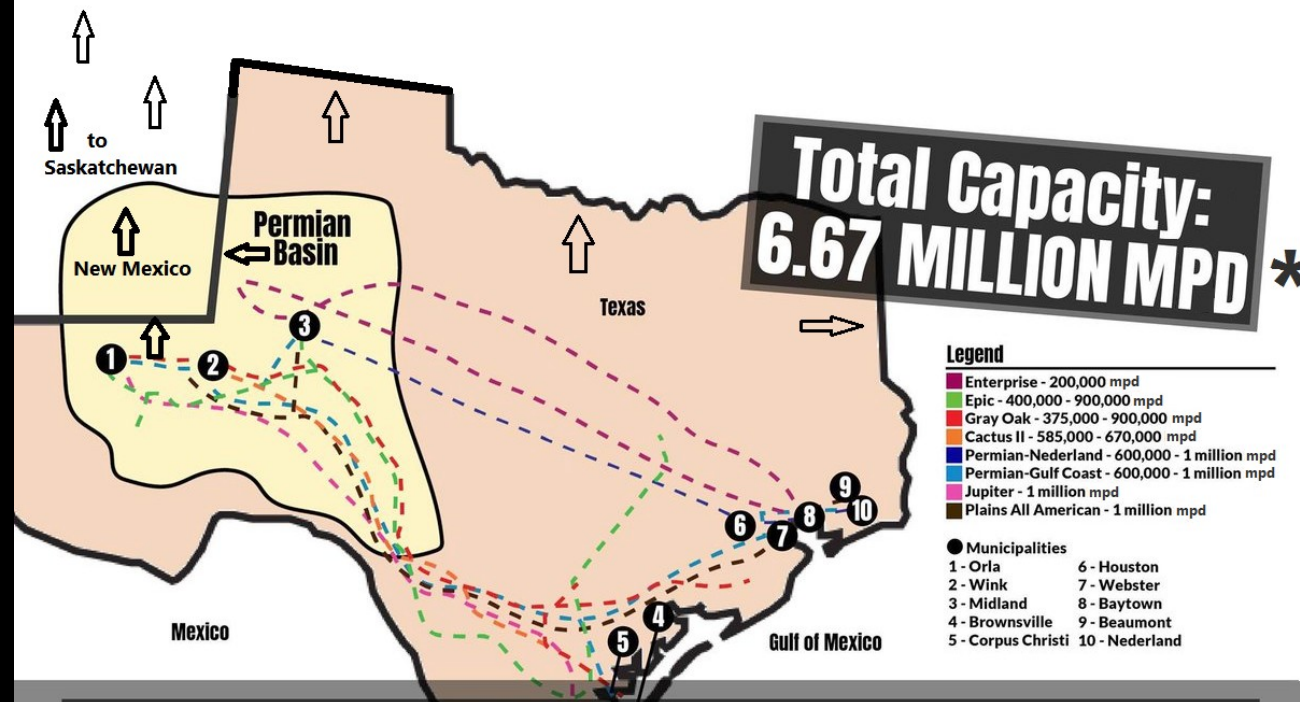 to
Saskatchewan
New Mexico
Permian
Basin
Texas
Mexico
Gulf of Mexico
1
2
3
4
5
6
7
8
9
10
Total Capacity:
6.67 MILLION MPD *
Legend
Enterprise - 200,000 mpd
Epic - 400,000 - 900,000 mpd
Gray Oak - 375,000 - 900,000 mpd
Cactus II - 585,000 - 670,000 mpd
Permian-Nederland - 600,000 - 1 million mpd
Permian-Gulf Coast - 600,000 - 1 million mpd
Jupiter - 1 million mpd
Plains All American - 1 million mpd
Municipalities
1 - Orla 6 - Houston
2 - Wink 7 - Webster
3 - Midland 8 - Baytown
4 - Brownsville 9 - Beaumont
5 - Corpus Christi 10 - Nederland